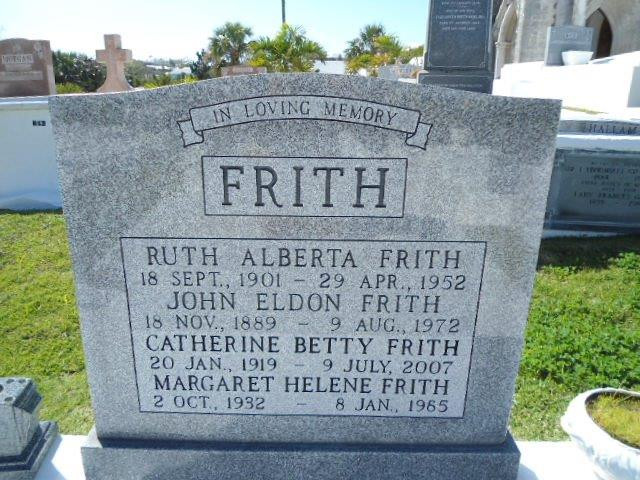 IN LOVING MEMORY
FRITH
RUTH ALBERTA FRITH
18 SEPT., 1901 - 29 APR., 1952
JOHN ELDON FRITH
18 NOV., 1889 - 9 AUG., 1972
CATHERINE BETTY FRITH
20 JAN., 1919 - 9 JULY, 2007
MARGARET HELENE FRITH
2 OCT., 1932 - 8 JAN., 1985
HALLAM